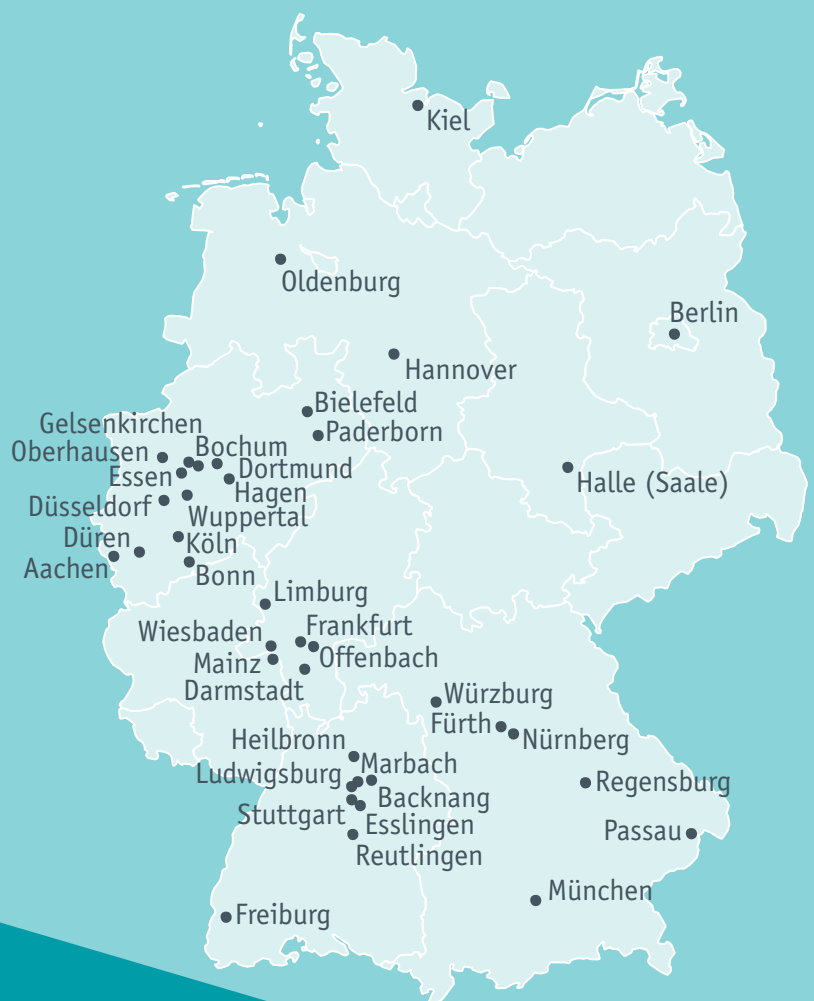 Kiel
Oldenburg
Berlin
Hannover
Bielefeld
Gelsenkirchen
Paderborn
Oberhausen
Bochum
Essen
Dortmund
Halle (Saale)
Hagen
Düsseldorf
Wuppertal
Düren
Köln
Aachen
Bonn
Limburg
Wiesbaden
Frankfurt
Mainz
Offenbach
Darmstadt
Würzburg
Fürth
Nürnberg
Heilbronn
Marbach
Ludwigsburg
Regensburg
Backnang
Stuttgart
Esslingen
Passau
Reutlingen
München
Freiburg